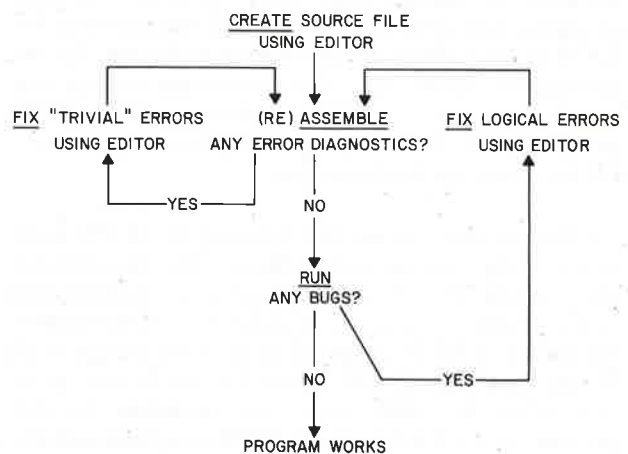 CREATE SOURCE FILE
USING EDITOR
FIX "TRIVIAL" ERRORS
USING EDITOR
(RE) ASSEMBLE
ANY ERROR DIAGNOSTICS?
FIX LOGICAL ERRORS
USING EDITOR
YES
NO
RUN
ANY BUGS?
NO
YES
PROGRAM WORKS